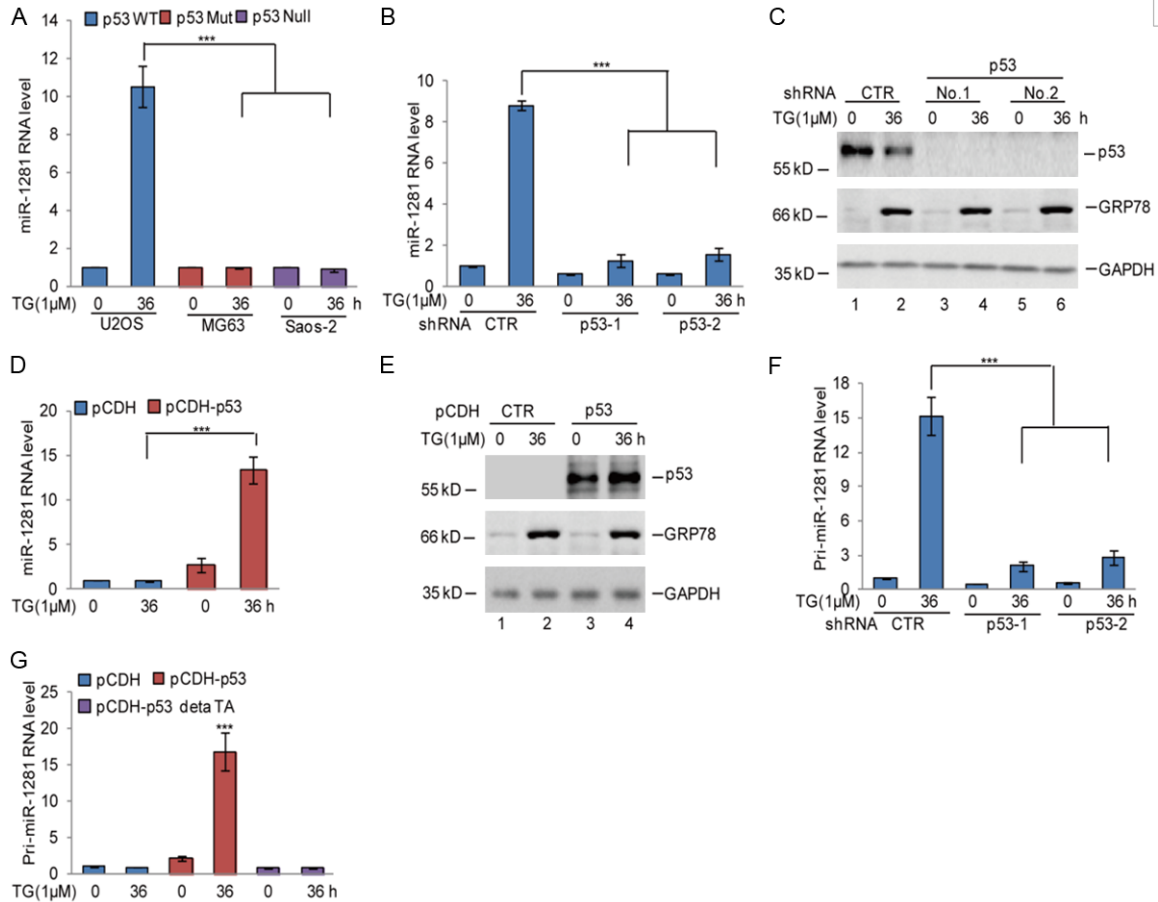 A
p53 WT p53 Mut p53 Null
***
miR-1281 RNA level
14
12
10
8
6
4
2
0
TG(1µM) 0 36 0 36 0 36 h
U2OS MG63 Saos-2
B
***
miR-1281 RNA level
10
8
6
4
2
0
TG(1µM) 0 36 0 36 0 36 h
shRNA CTR p53-1 p53-2
C
p53
shRNA CTR No.1 No.2
TG(1µM) 0 36 0 36 0 36 h
p53
55 kD
66 kD
GRP78
35 kD
GAPDH
1 2 3 4 5 6
D
pCDH pCDH-p53
***
miR-1281 RNA level
20
15
10
5
0
TG(1µM) 0 36 0 36 h
E
pCDH CTR p53
TG(1µM) 0 36 0 36 h
p53
55 kD
66 kD GRP78
35 kD GAPDH
1 2 3 4
F
***
Pri-miR-1281 RNA level
18
15
12
9
6
3
0
TG(1µM) 0 36 0 36 0 36 h
shRNA CTR p53-1 p53-2
G
pCDH pCDH-p53
pCDH-p53 deta TA
***
Pri-miR-1281 RNA level
25
20
15
10
5
0
TG(1µM) 0 36 0 36 0 36 h